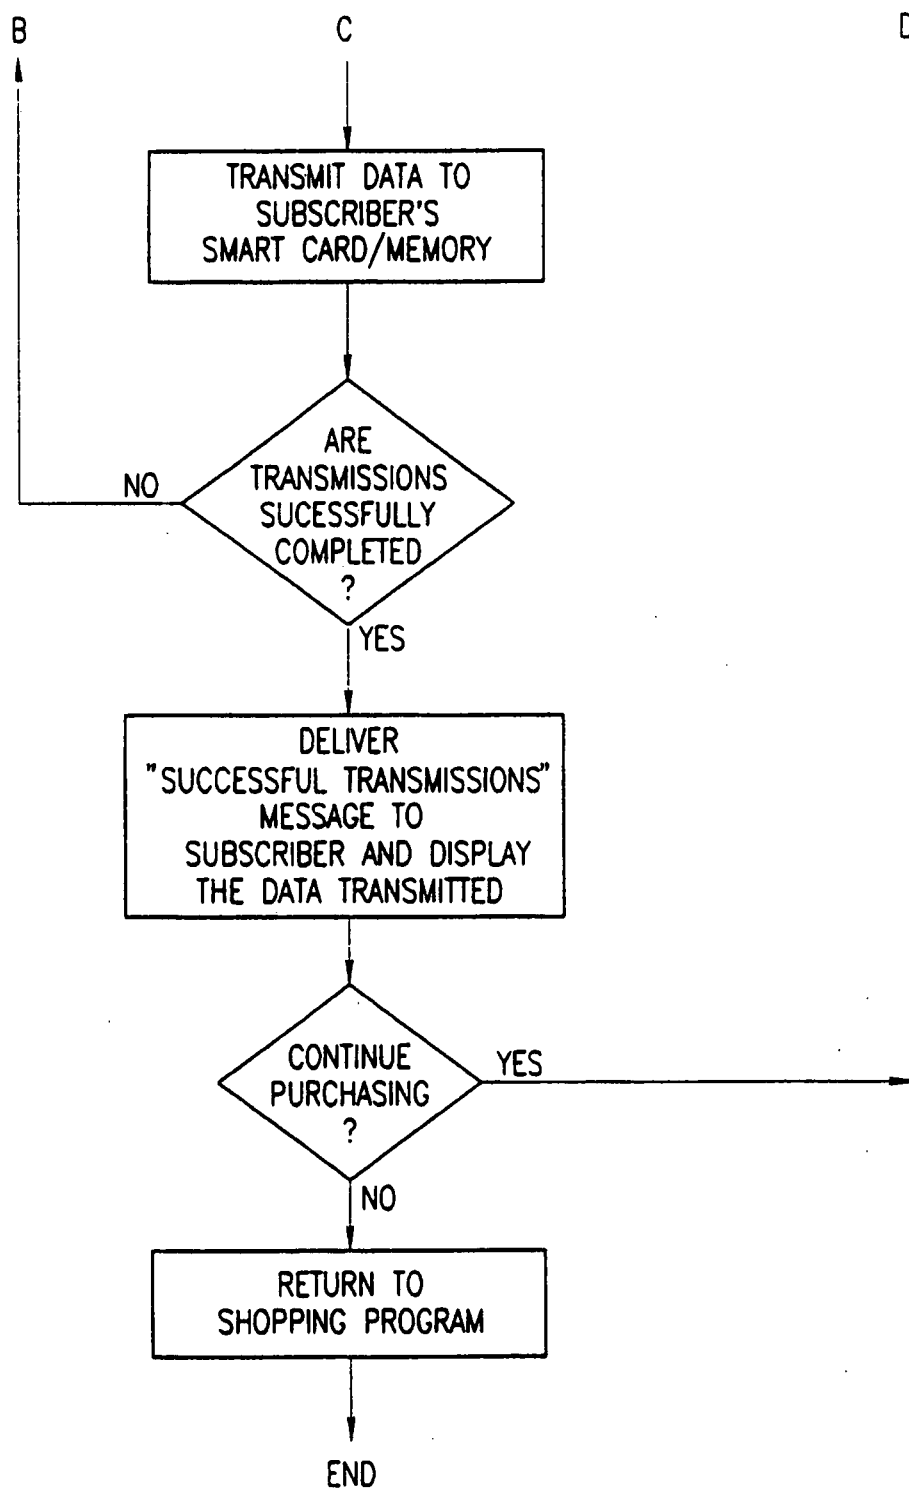 B
C
D
TRANSMIT DATA TO
SUBSCRIBER'S
SMART CARD/MEMORY
ARE
TRANSMISSIONS
SUCESSFULLY
COMPLETED
?
NO
YES
DELIVER
"SUCCESSFUL TRANSMISSIONS"
MESSAGE TO
SUBSCRIBER AND DISPLAY
THE DATA TRANSMITTED
CONTINUE
PURCHASING
?
YES
NO
RETURN TO
SHOPPING PROGRAM
END